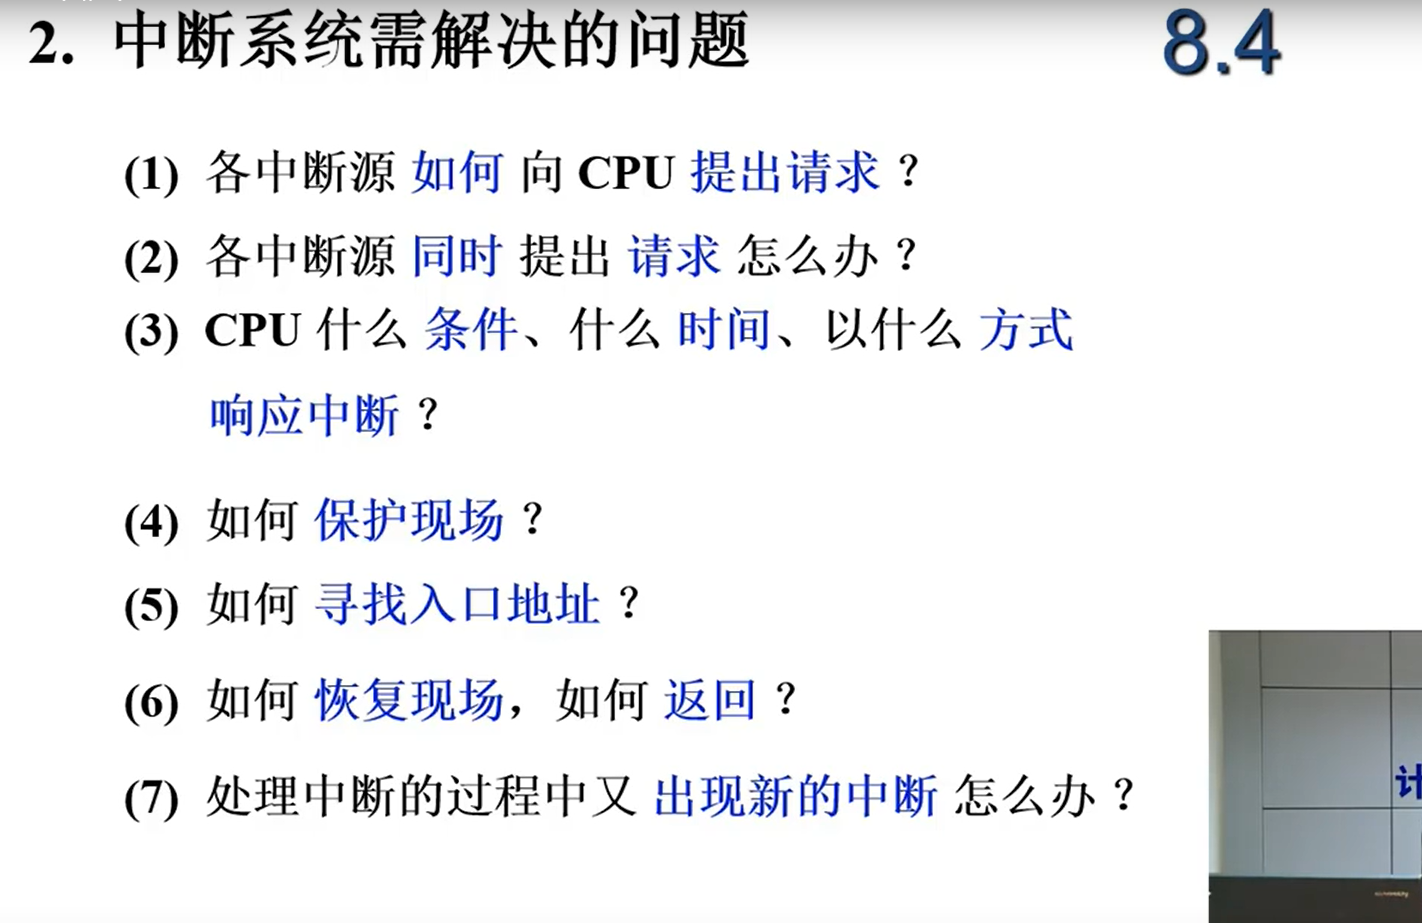 2. 中断系统需解决的问题
8.4
(1) 各中断源 如何 向 CPU 提出请求 ？
(2) 各中断源 同时 提出 请求 怎么办 ？
(3) CPU 什么 条件、什么 时间、以什么 方式
响应中断 ？
(4) 如何 保护现场 ？
(5) 如何 寻找入口地址 ？
(6) 如何 恢复现场，如何 返回 ？
(7) 处理中断的过程中又 出现新的中断 怎么办 ？
计